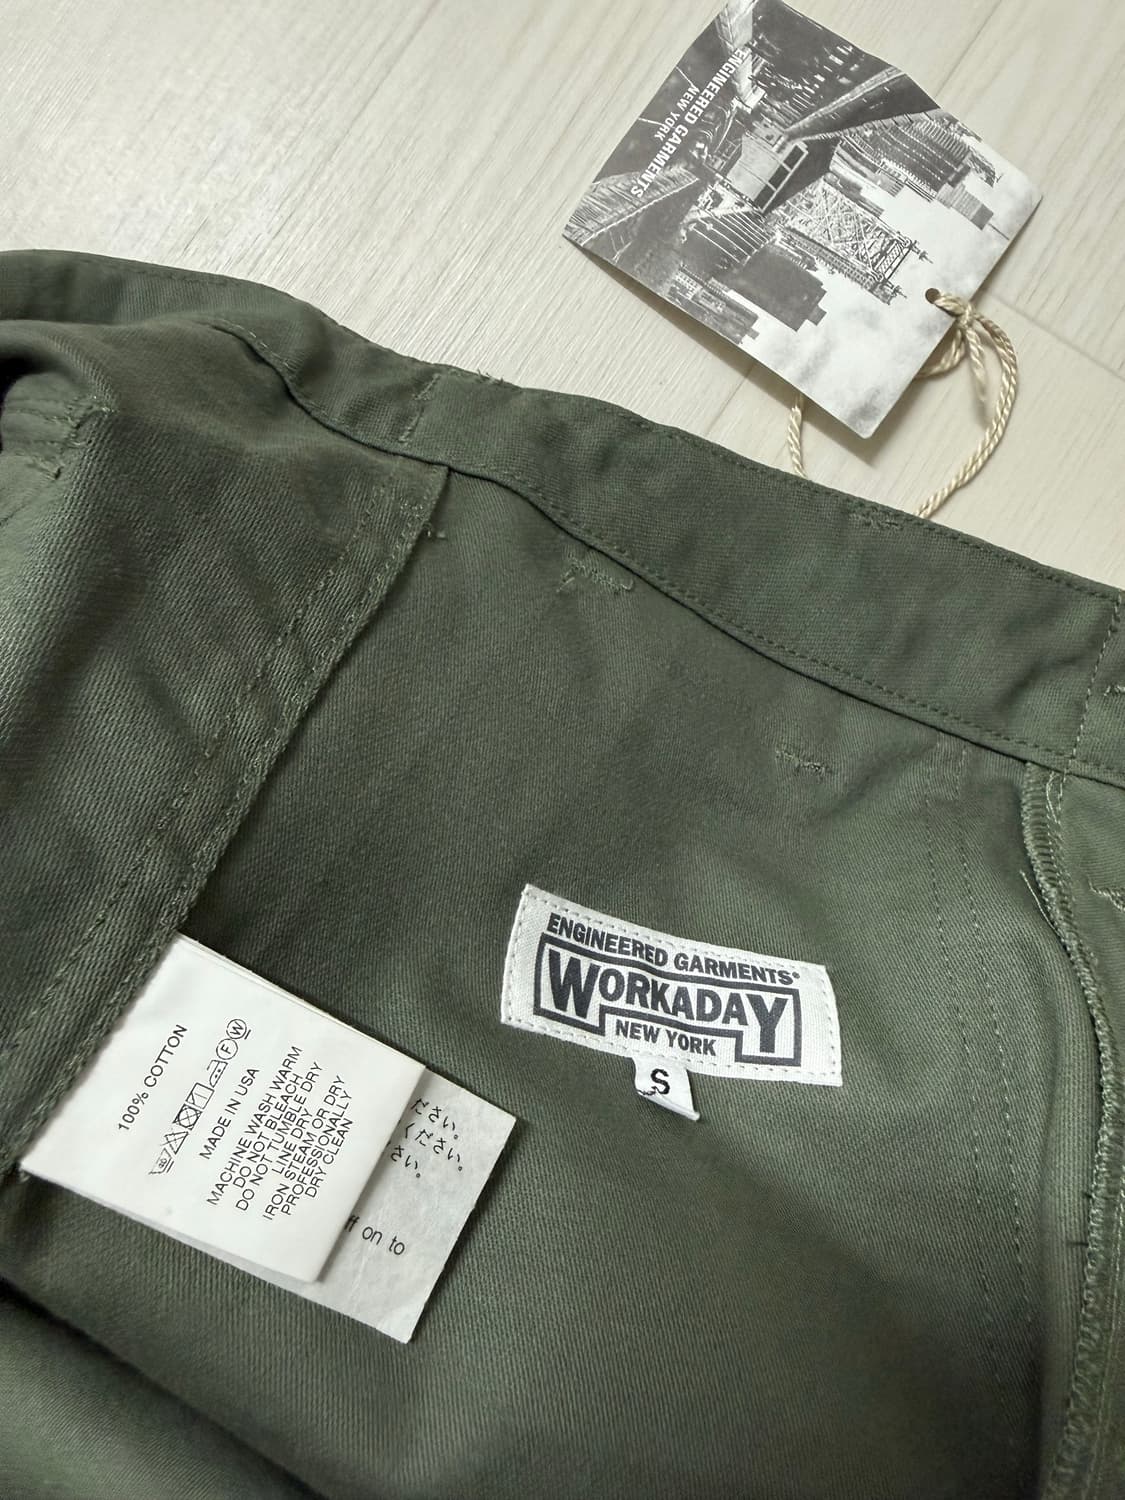 ENGINEERED GARMENTS
NEW YORK
ENGINEERED GARMENTS®
WORKADAY
NEW YORK
S
100% COTTON
F W
MADE IN USA
MACHINE WASH WARM
DO NOT BLEACH
DO NOT TUMBLE DRY
LINE DRY
IRON STEAM OR DRY
PROFESSIONALLY
DRY CLEAN
ださい。
ください。
さい。
ff on to